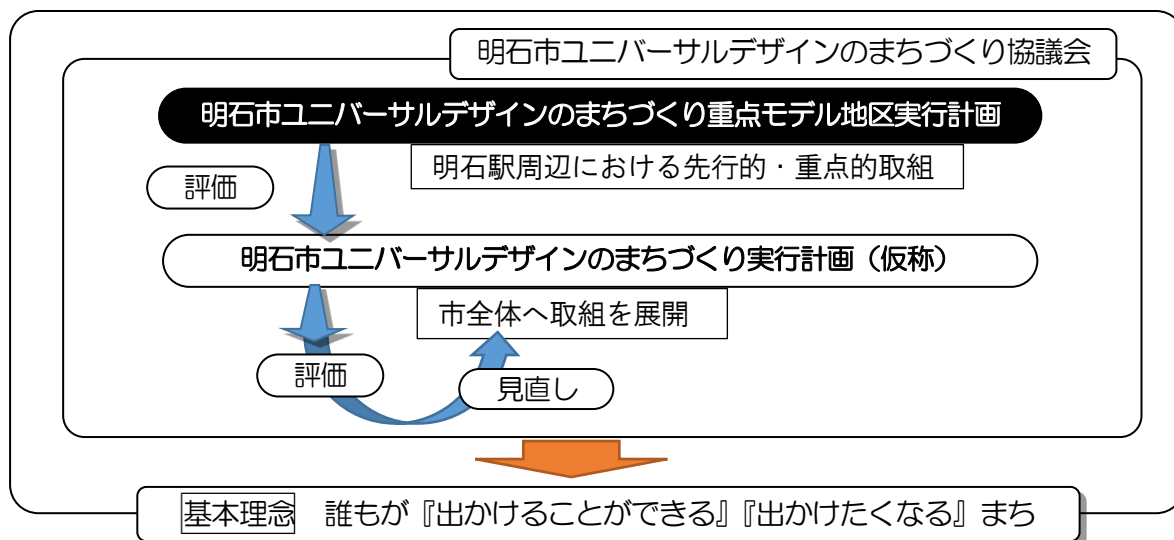 明石市ユニバーサルデザインのまちづくり協議会
明石市ユニバーサルデザインのまちづくり重点モデル地区実行計画
明石駅周辺における先行的・重点的取組
評価
明石市ユニバーサルデザインのまちづくり実行計画（仮称）
市全体へ取組を展開
評価
見直し
基本理念　誰もが『出かけることができる』『出かけたくなる』まち